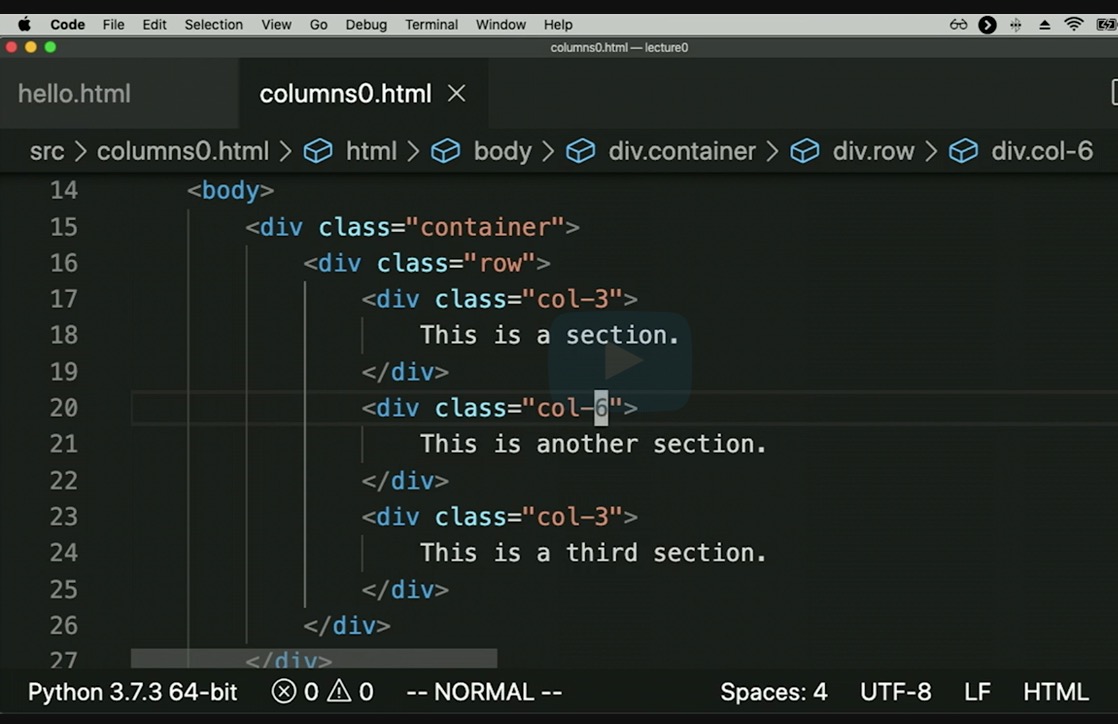 Code File Edit Selection View Go Debug Terminal Window Help
columns0.html — lecture0
hello.html columns0.html
src > columns0.html > html > body > div.container > div.row > div.col-6
14 <body>
15 <div class="container">
16 <div class="row">
17 <div class="col-3">
18 This is a section.
19 </div>
20 <div class="col-6">
21 This is another section.
22 </div>
23 <div class="col-3">
24 This is a third section.
25 </div>
26 </div>
27 </div>
Python 3.7.3 64-bit 0 0 -- NORMAL -- Spaces: 4 UTF-8 LF HTML